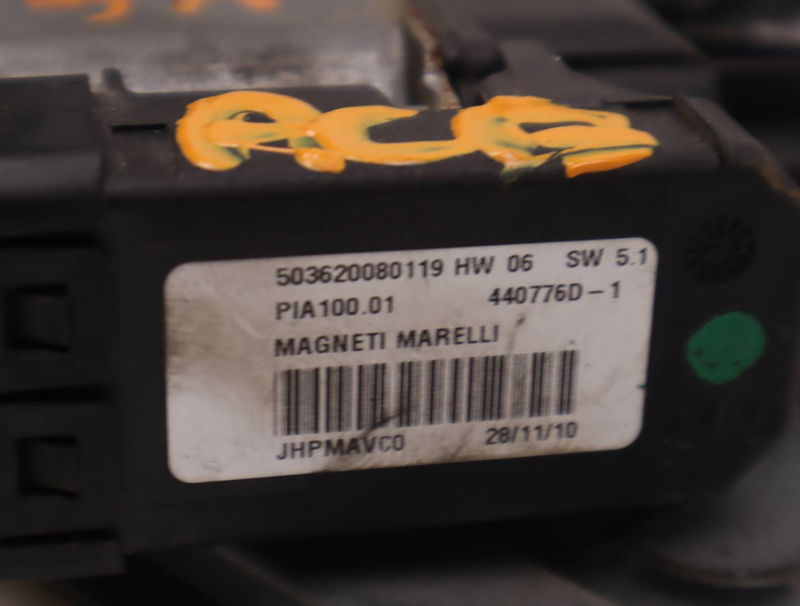 503620080119 HW 06 SW 5.1
PIA100.01 440776D-1
MAGNETI MARELLI
JHPMAVC0 28/11/10